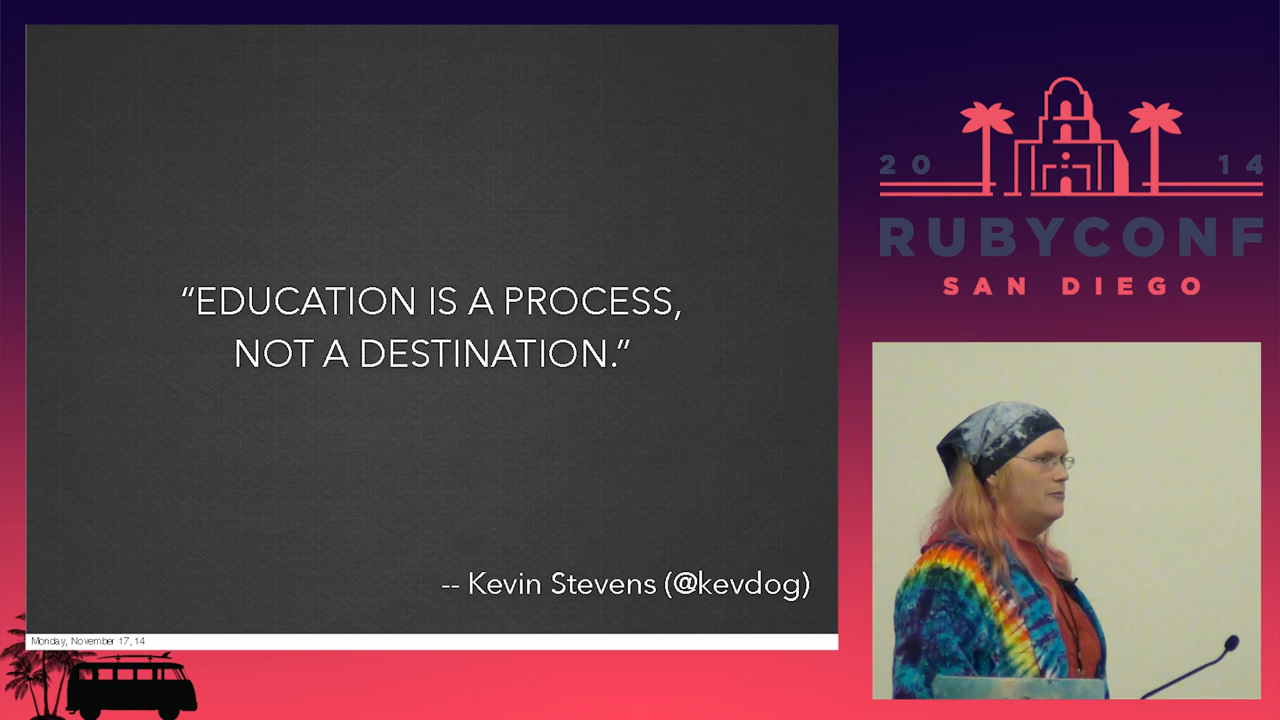 “EDUCATION IS A PROCESS,
NOT A DESTINATION.”
-- Kevin Stevens (@kevdog)
Monday, November 17, 14
20 14
RUBYCONF
SAN DIEGO